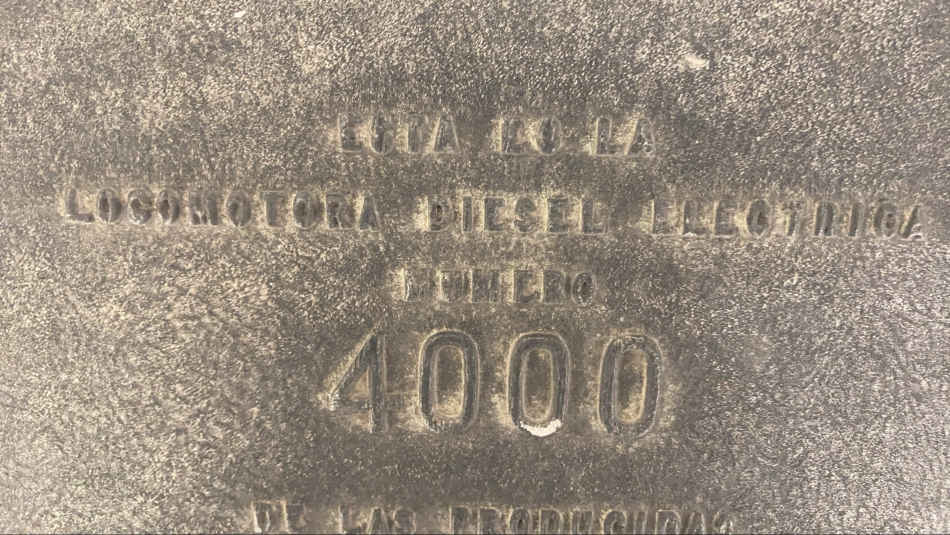 ESTA ES LA
LOCOMOTORA DIESEL ELECTRICA
NUMERO
4000
DE LAS PRODUCIDAS